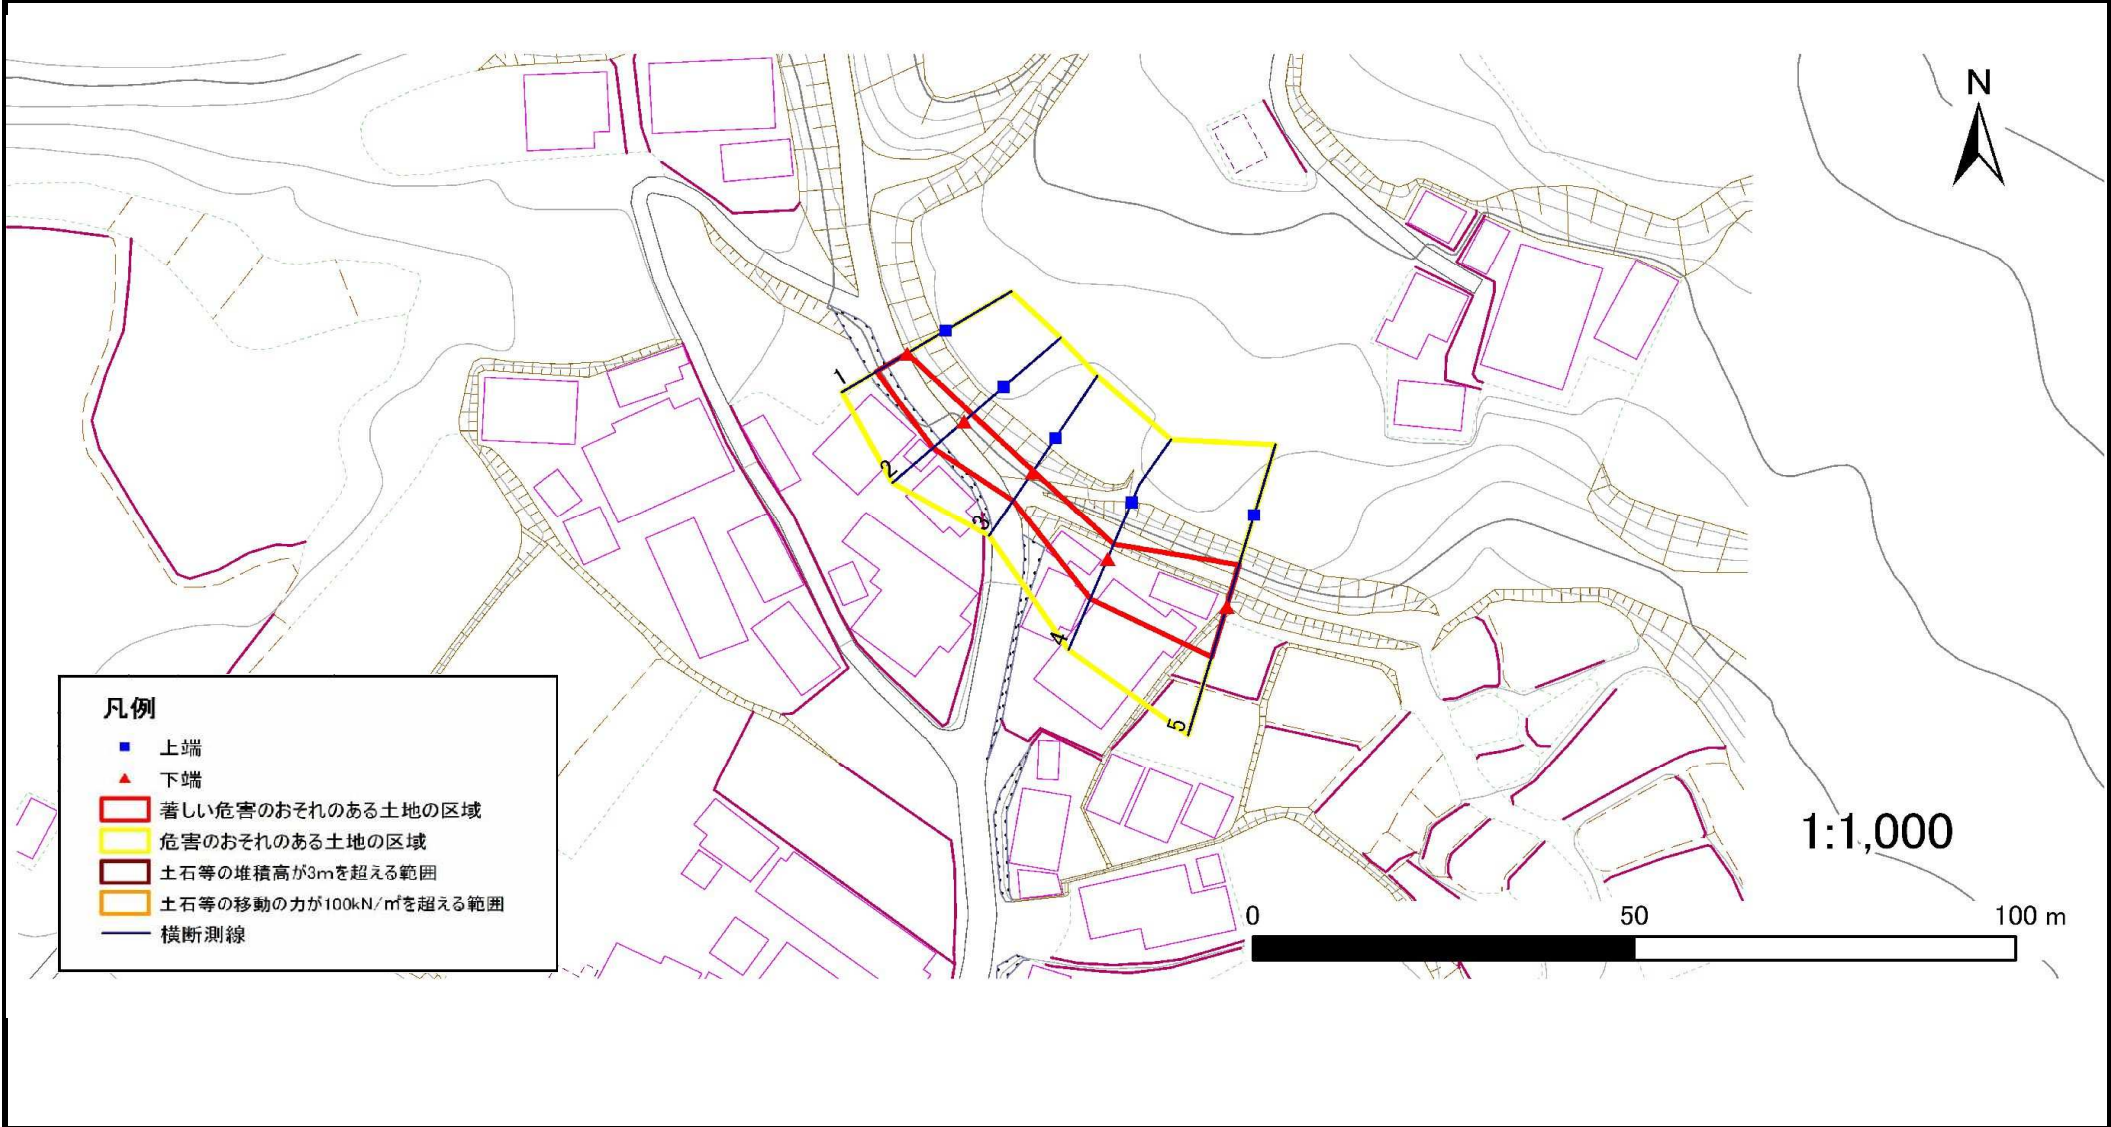 N
1
2
3
4
5
凡例
上端
下端
著しい危害のおそれのある土地の区域
危害のおそれのある土地の区域
土石等の堆積高が3mを超える範囲
土石等の移動の力が100kN/㎡を超える範囲
横断測線
1:1,000
0 50 100 m